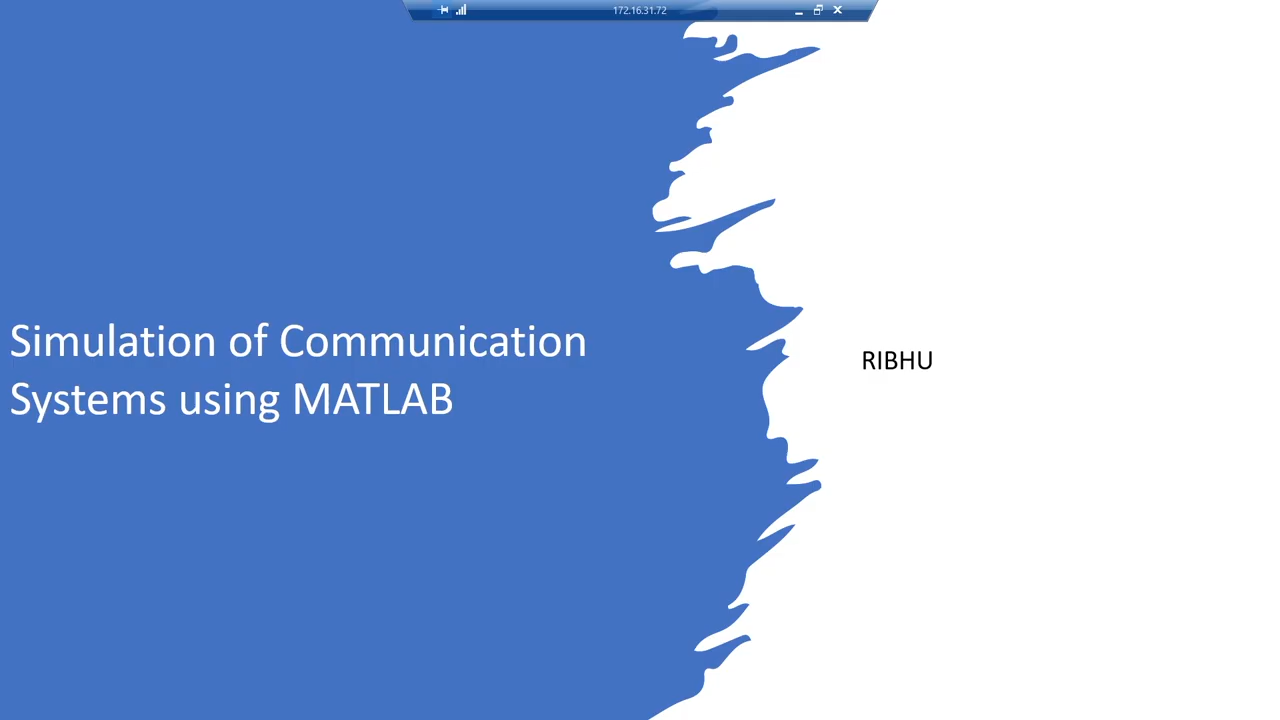 172.16.31.72
Simulation of Communication
Systems using MATLAB
RIBHU